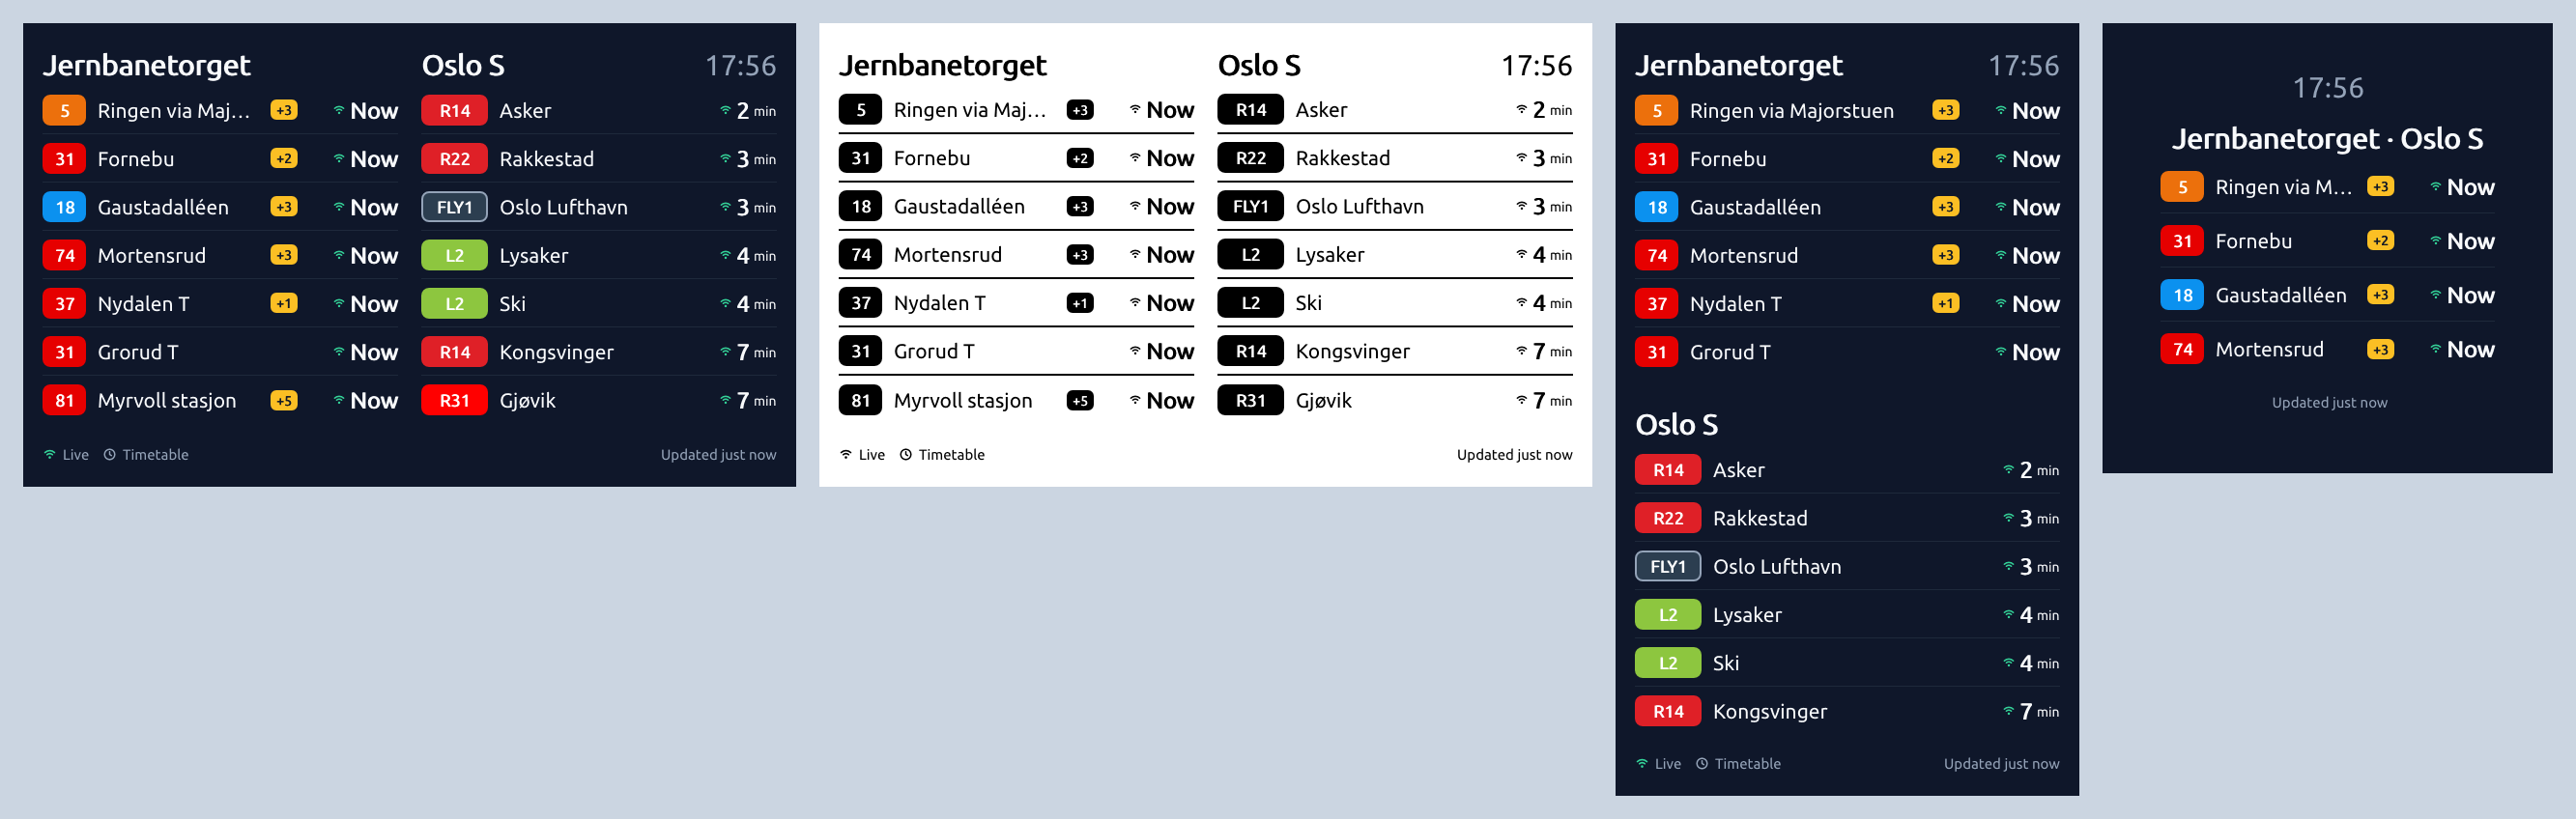 Jernbanetorget
5 Ringen via Maj... +3 Now
31 Fornebu +2 Now
18 Gaustadalléen +3 Now
74 Mortensrud +3 Now
37 Nydalen T +1 Now
31 Grorud T Now
81 Myrvoll stasjon +5 Now
Oslo S 17:56
R14 Asker 2 min
R22 Rakkestad 3 min
FLY1 Oslo Lufthavn 3 min
L2 Lysaker 4 min
L2 Ski 4 min
R14 Kongsvinger 7 min
R31 Gjøvik 7 min
Live Timetable Updated just now
Jernbanetorget
5 Ringen via Maj... +3 Now
31 Fornebu +2 Now
18 Gaustadalléen +3 Now
74 Mortensrud +3 Now
37 Nydalen T +1 Now
31 Grorud T Now
81 Myrvoll stasjon +5 Now
Oslo S 17:56
R14 Asker 2 min
R22 Rakkestad 3 min
FLY1 Oslo Lufthavn 3 min
L2 Lysaker 4 min
L2 Ski 4 min
R14 Kongsvinger 7 min
R31 Gjøvik 7 min
Live Timetable Updated just now
Jernbanetorget 17:56
5 Ringen via Majorstuen +3 Now
31 Fornebu +2 Now
18 Gaustadalléen +3 Now
74 Mortensrud +3 Now
37 Nydalen T +1 Now
31 Grorud T Now
Oslo S
R14 Asker 2 min
R22 Rakkestad 3 min
FLY1 Oslo Lufthavn 3 min
L2 Lysaker 4 min
L2 Ski 4 min
R14 Kongsvinger 7 min
Live Timetable Updated just now
17:56
Jernbanetorget · Oslo S
5 Ringen via M... +3 Now
31 Fornebu +2 Now
18 Gaustadalléen +3 Now
74 Mortensrud +3 Now
Updated just now